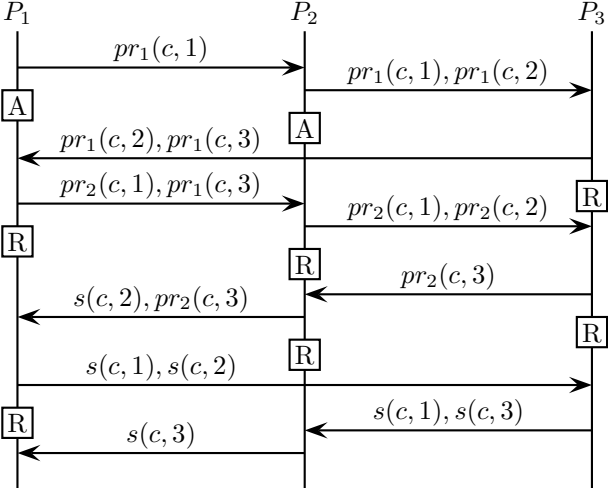 P₁ P₂ P₃
pr₁(c, 1)
pr₁(c, 1), pr₁(c, 2)
A
A
pr₁(c, 2), pr₁(c, 3)
pr₂(c, 1), pr₁(c, 3)
R
pr₂(c, 1), pr₂(c, 2)
R
R
pr₂(c, 3)
s(c, 2), pr₂(c, 3)
R
R
s(c, 1), s(c, 2)
s(c, 1), s(c, 3)
R
s(c, 3)